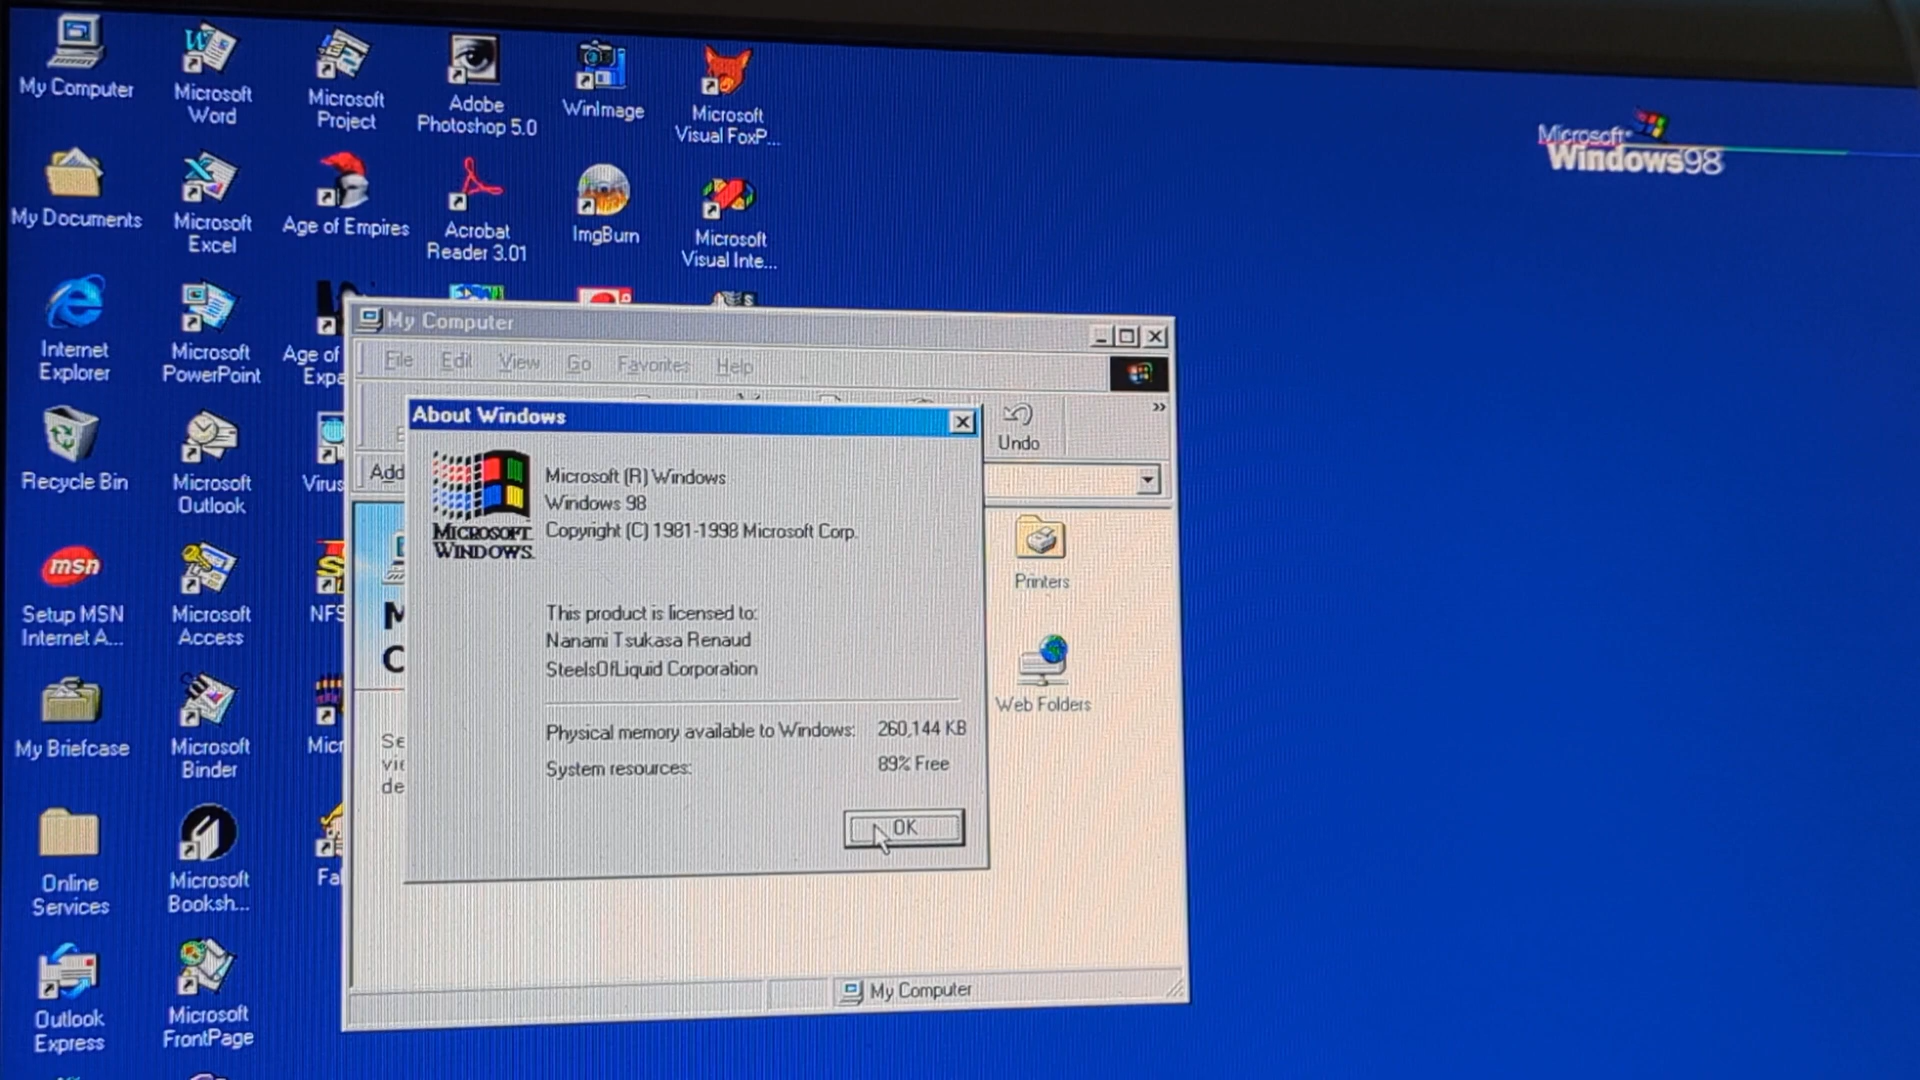 My Computer
Microsoft
Word
Microsoft
Project
Adobe
Photoshop 5.0
WinImage
Microsoft
Visual FoxP...
Microsoft
Windows98
My Documents
Microsoft
Excel
Age of Empires
Acrobat
Reader 3.01
ImgBurn
Microsoft
Visual Inte...
Internet
Explorer
Microsoft
PowerPoint
Age of
Expa
My Computer
File Edit View Go Favorites Help
Undo
Add
About Windows
Microsoft (R) Windows
Windows 98
Copyright (C) 1981-1998 Microsoft Corp.
MICROSOFT
WINDOWS.
This product is licensed to:
Nanami Tsukasa Renaud
SteelsOfLiquid Corporation
Physical memory available to Windows: 260,144 KB
System resources: 89% Free
OK
Printers
Web Folders
M
C
Se
vie
de
My Computer
Recycle Bin
Microsoft
Outlook
Virus
msn
Setup MSN
Internet A...
Microsoft
Access
NFS
My Briefcase
Microsoft
Binder
Micr
Online
Services
Microsoft
Booksh...
Fal
Outlook
Express
Microsoft
FrontPage